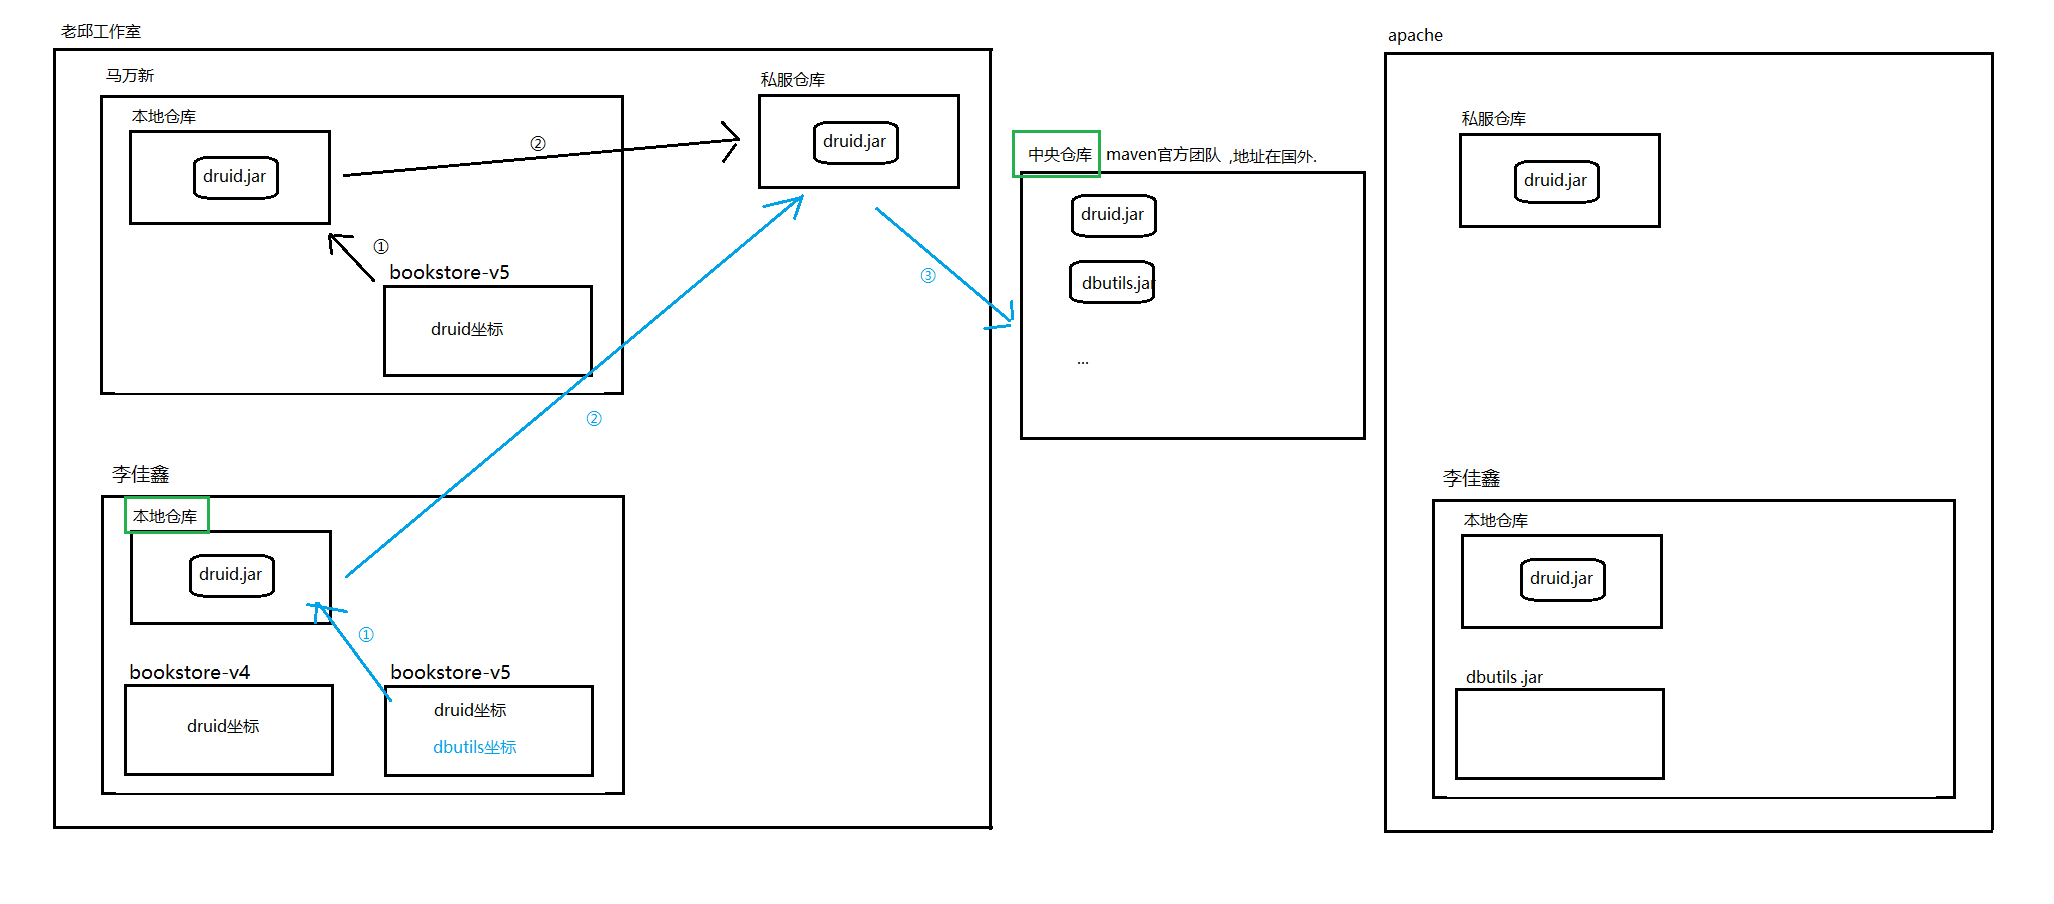 老邱工作室
马万新
本地仓库
druid.jar
①
②
bookstore-v5
druid坐标
私服仓库
druid.jar
李佳鑫
本地仓库
druid.jar
①
②
③
bookstore-v4
druid坐标
bookstore-v5
druid坐标
dbutils坐标
中央仓库 maven官方团队 ,地址在国外.
druid.jar
dbutils.jar
...
apache
私服仓库
druid.jar
李佳鑫
本地仓库
druid.jar
dbutils.jar